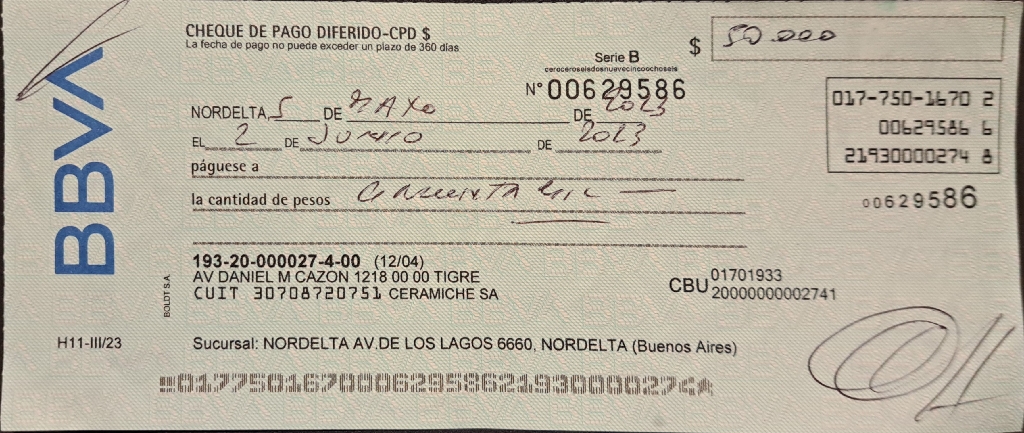 BBVA
CHEQUE DE PAGO DIFERIDO-CPD $
La fecha de pago no puede exceder un plazo de 360 días
Serie B
ceroceroseisdosnuevecincoochoseis
N° 00629586
$ 50.000
NORDELTA, 5 DE MAYO DE 2023
EL 2 DE JUNIO DE 2023
páguese a
la cantidad de pesos CINCUENTA MIL
017-750-1670 2
00629586 6
21930000274 8
00629586
193-20-000027-4-00 (12/04)
AV DANIEL M CAZON 1218 00 00 TIGRE
CUIT 30708720751 CERAMICHE SA
CBU 01701933
20000000002741
BOLDT S.A.
H11-III/23
Sucursal: NORDELTA AV.DE LOS LAGOS 6660, NORDELTA (Buenos Aires)
01775016700062958621930000274